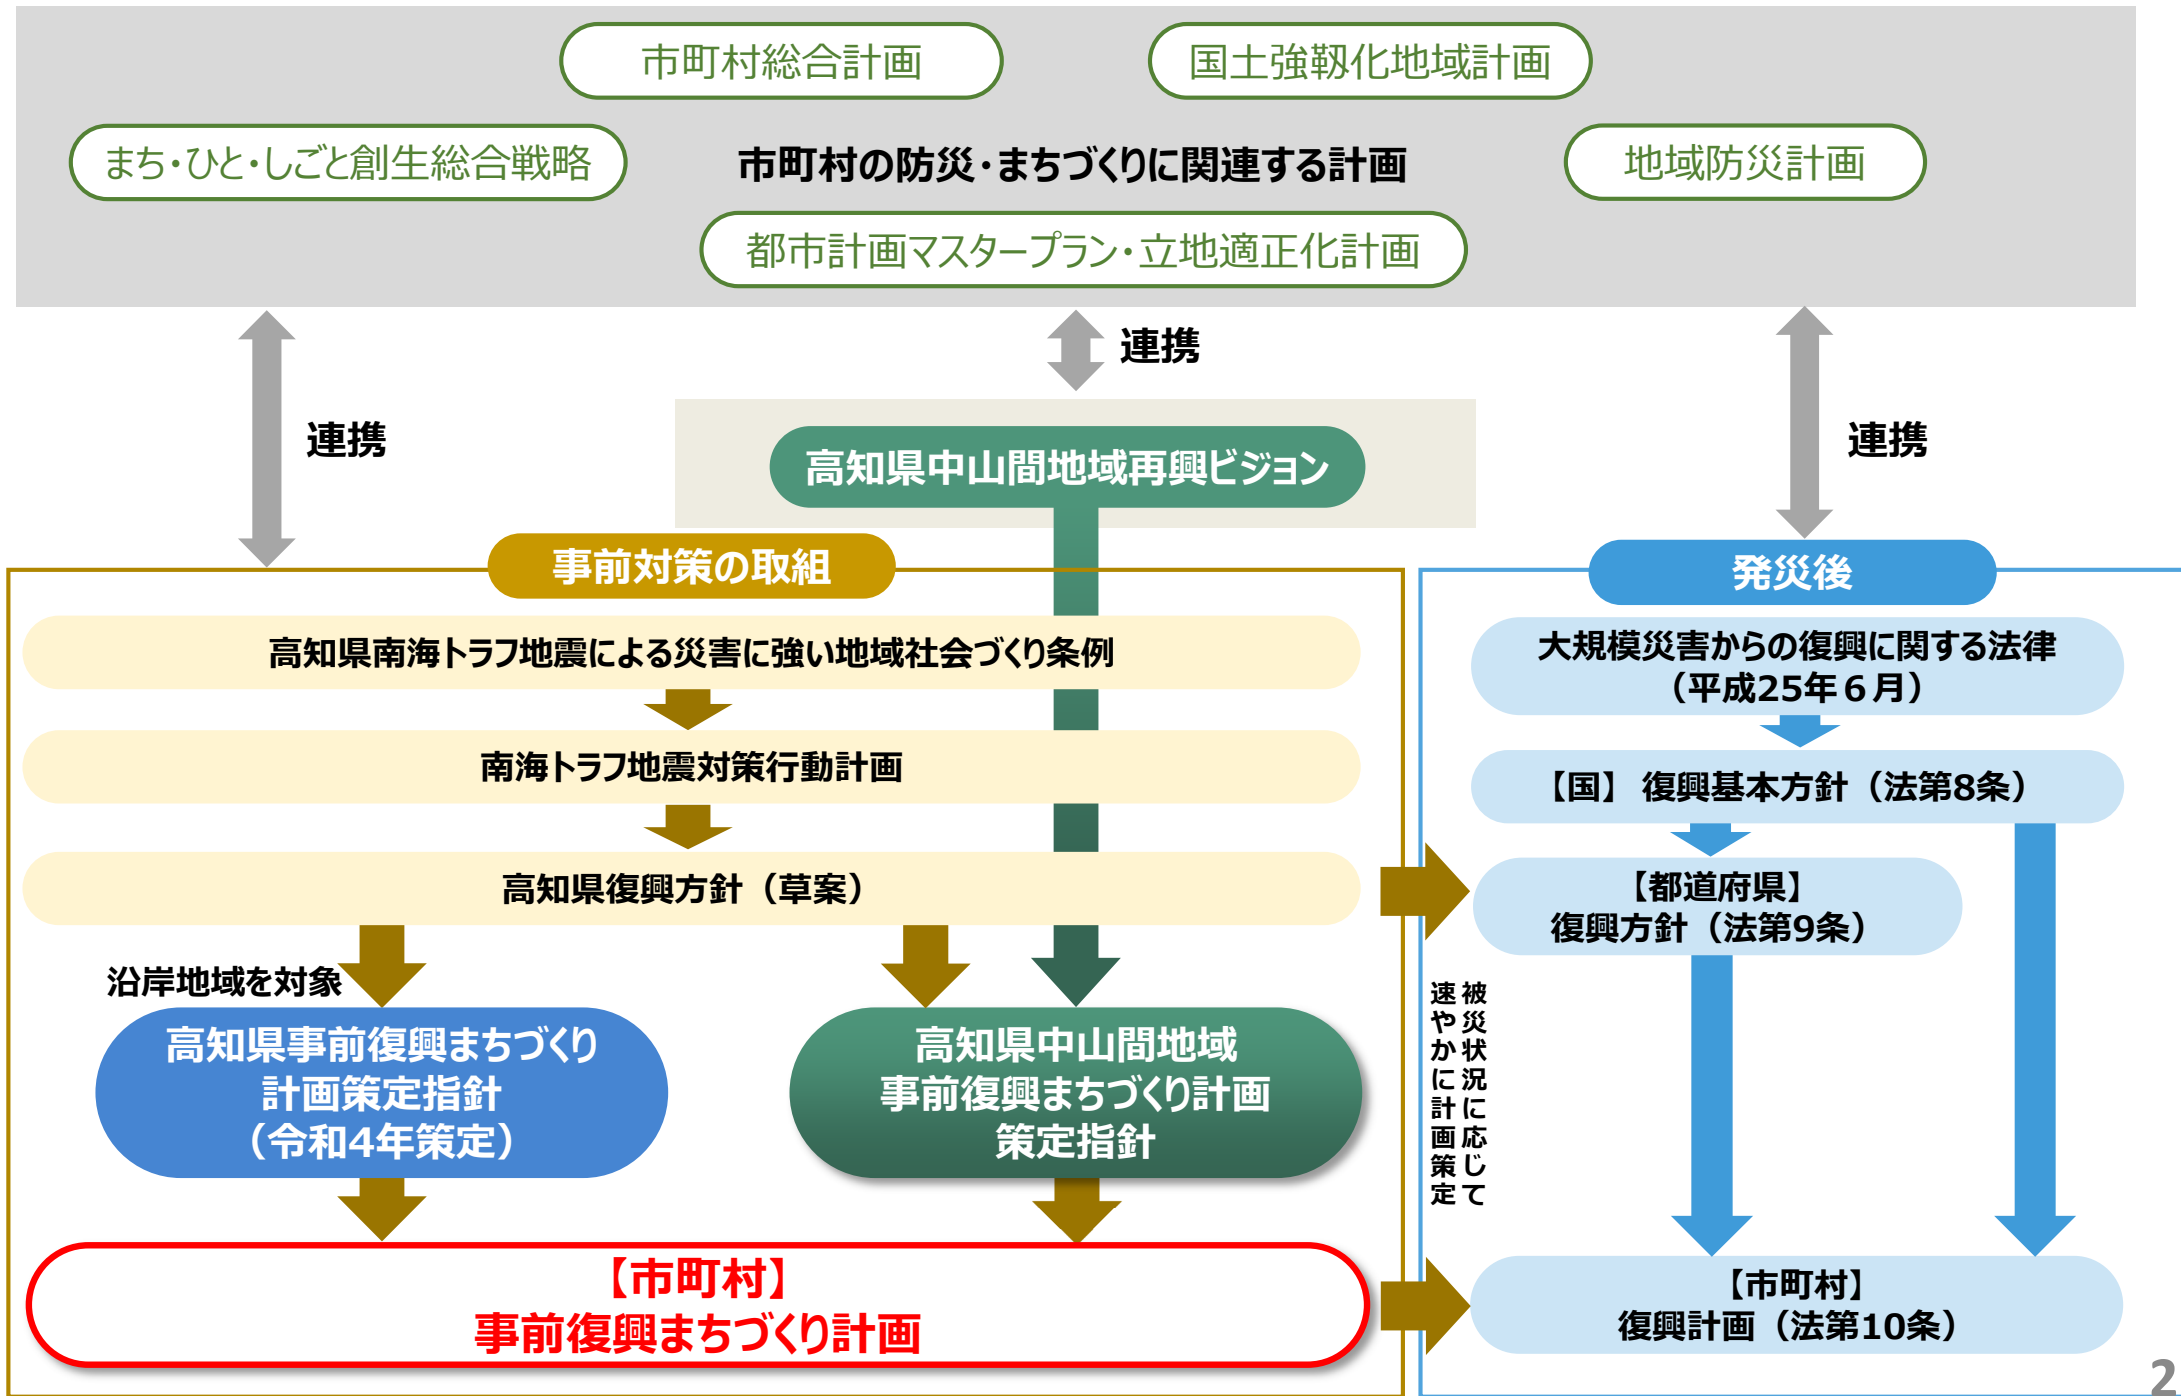 市町村総合計画
国土強靱化地域計画
まち・ひと・しごと創生総合戦略
市町村の防災・まちづくりに関連する計画
地域防災計画
都市計画マスタープラン・立地適正化計画
連携
連携
連携
高知県中山間地域再興ビジョン
事前対策の取組
高知県南海トラフ地震による災害に強い地域社会づくり条例
南海トラフ地震対策行動計画
高知県復興方針（草案）
沿岸地域を対象
高知県事前復興まちづくり
計画策定指針
（令和4年策定）
高知県中山間地域
事前復興まちづくり計画
策定指針
【市町村】
事前復興まちづくり計画
被災状況に応じて
速やかに計画策定
発災後
大規模災害からの復興に関する法律
（平成25年６月）
【国】 復興基本方針（法第8条）
【都道府県】
復興方針（法第9条）
【市町村】
復興計画（法第10条）
2